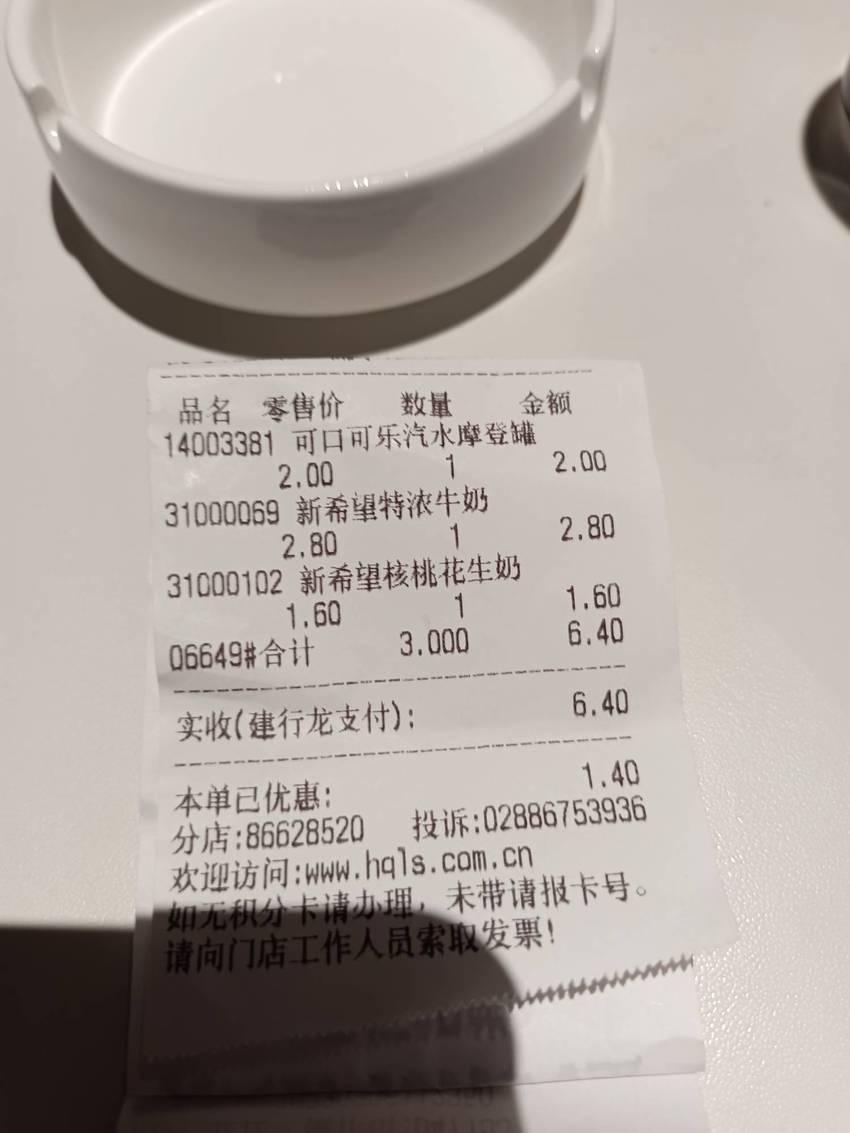 品名 零售价 数量 金额
14003381 可口可乐汽水摩登罐
2.00 1 2.00
31000069 新希望特浓牛奶
2.80 1 2.80
31000102 新希望核桃花生奶
1.60 1 1.60
06649#合计 3.000 6.40
实收(建行龙支付): 6.40
本单已优惠: 1.40
分店:86628520 投诉:02886753936
欢迎访问:www.hqls.com.cn
如无积分卡请办理，未带请报卡号。
请向门店工作人员索取发票!